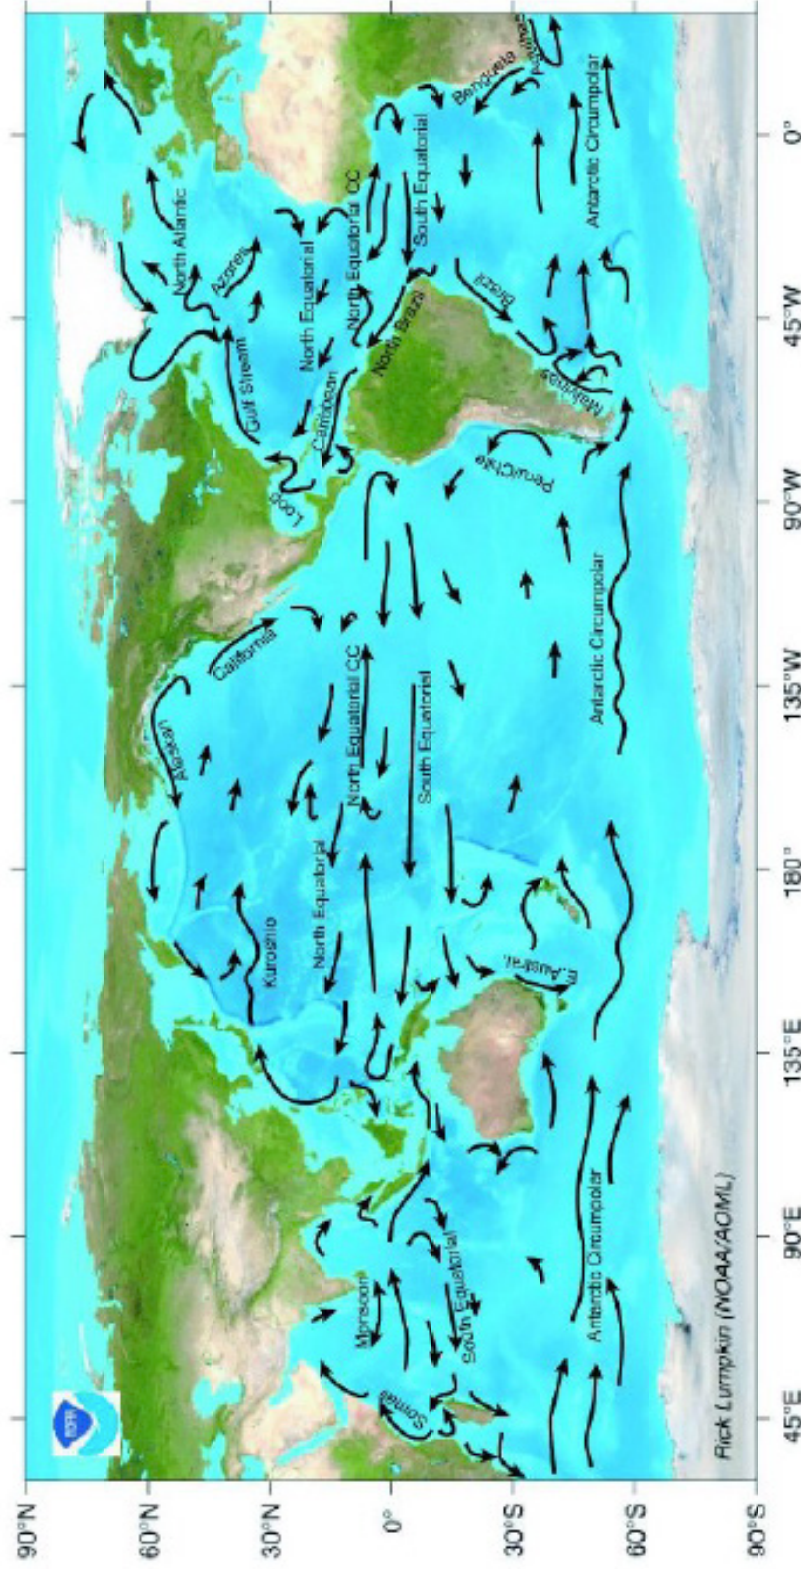 90°N
60°N
30°N
0°
30°S
60°S
90°S
45°E
90°E
135°E
180°
135°W
90°W
45°W
0°
Alaskan
California
Kuroshio
North Equatorial
North Equatorial CC
South Equatorial
E. Austral.
Peru/Chile
Antarctic Circumpolar
Loop
Gulf Stream
Caribbean
North Atlantic
Azores
North Equatorial
North Equatorial CC
North Brazil
South Equatorial
Brazil
Malvinas
Benguela
Agulhas
Antarctic Circumpolar
Somali
Monsoon
South Equatorial
Antarctic Circumpolar
Rick Lumpkin (NOAA/AOML)